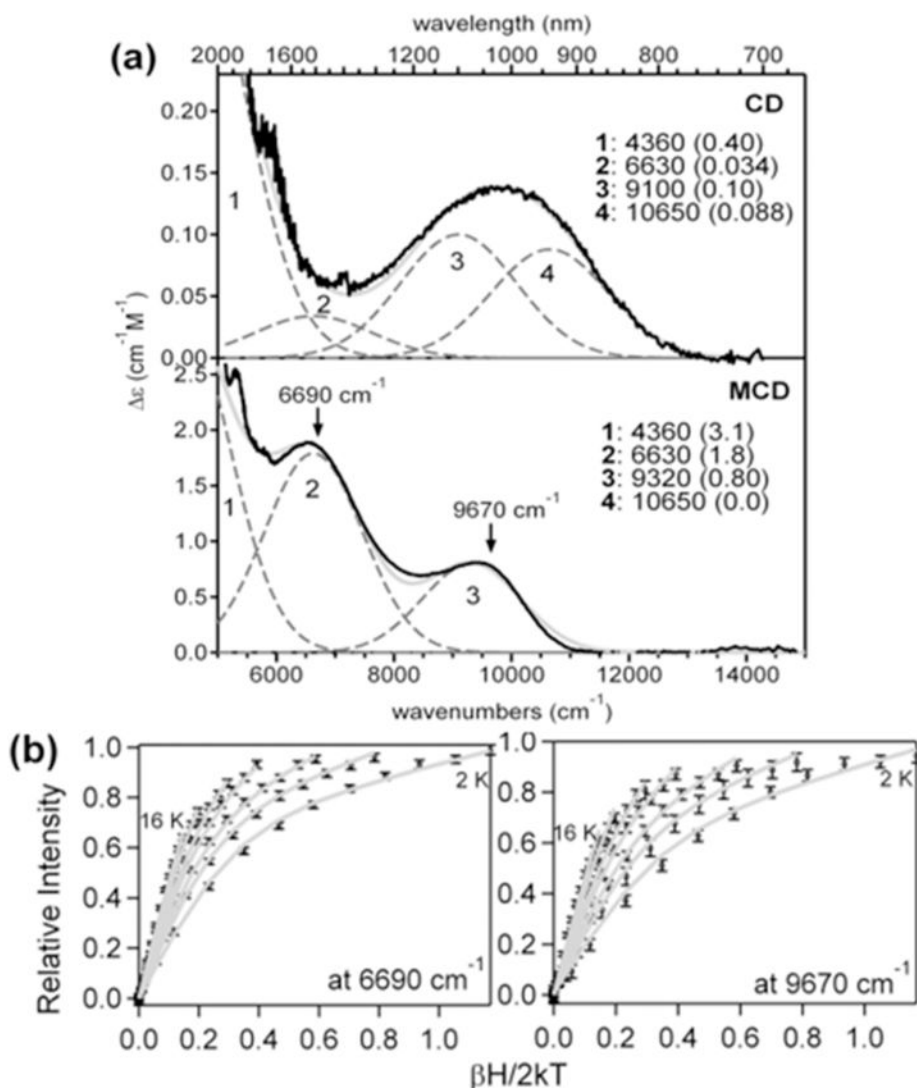 wavelength (nm)
(a)
2000 1600 1200 1000 900 800 700
CD
0.20
0.15
0.10
0.05
0.00
1: 4360 (0.40)
2: 6630 (0.034)
3: 9100 (0.10)
4: 10650 (0.088)
1
2
3
4
Δε (cm⁻¹M⁻¹)
MCD
2.5
2.0
1.5
1.0
0.5
0.0
6690 cm⁻¹
9670 cm⁻¹
1: 4360 (3.1)
2: 6630 (1.8)
3: 9320 (0.80)
4: 10650 (0.0)
1
2
3
6000 8000 10000 12000 14000
wavenumbers (cm⁻¹)
(b)
Relative Intensity
1.0
0.8
0.6
0.4
0.2
0.0
16 K
2 K
at 6690 cm⁻¹
0.0 0.2 0.4 0.6 0.8 1.0
1.0
0.8
0.6
0.4
0.2
0.0
16K
2 K
at 9670 cm⁻¹
0.0 0.2 0.4 0.6 0.8 1.0
βH/2kT